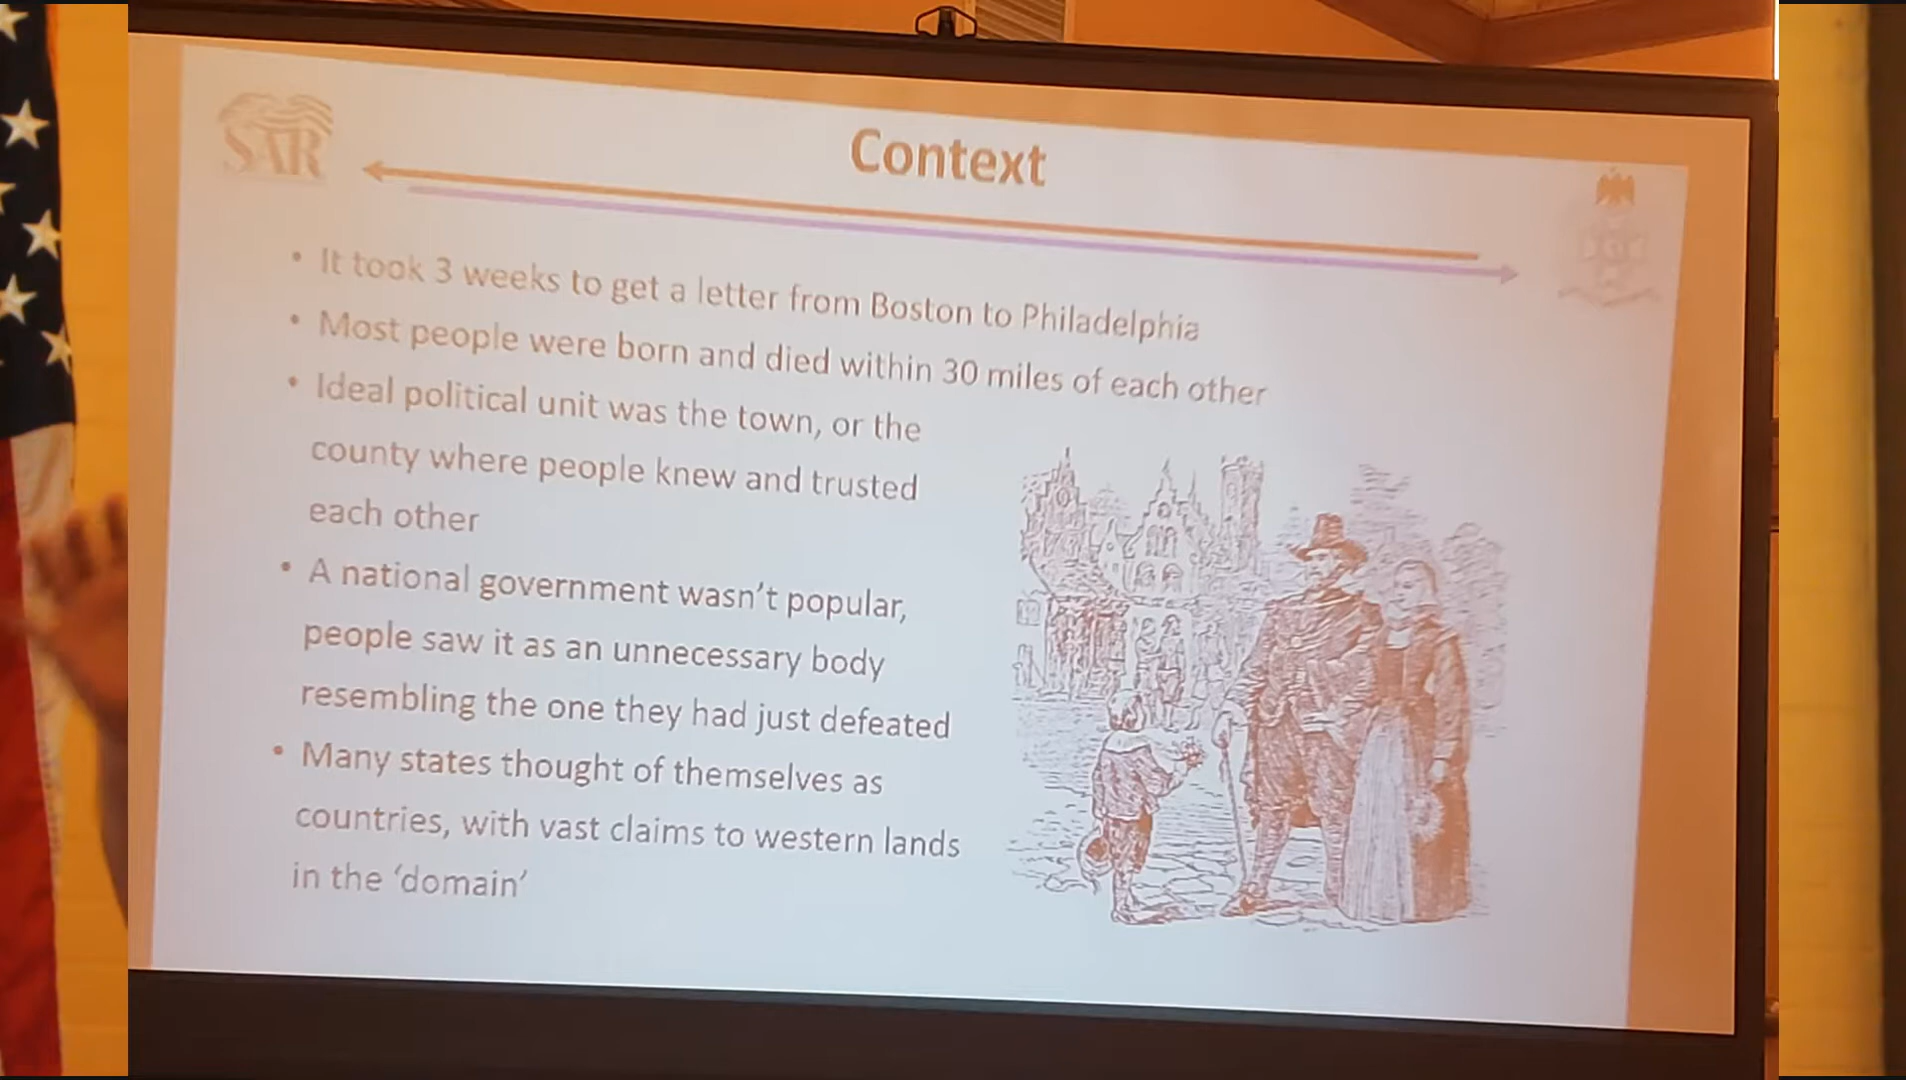 SAR
Context
• It took 3 weeks to get a letter from Boston to Philadelphia
• Most people were born and died within 30 miles of each other
• Ideal political unit was the town, or the
county where people knew and trusted
each other
• A national government wasn't popular,
people saw it as an unnecessary body
resembling the one they had just defeated
• Many states thought of themselves as
countries, with vast claims to western lands
in the 'domain'